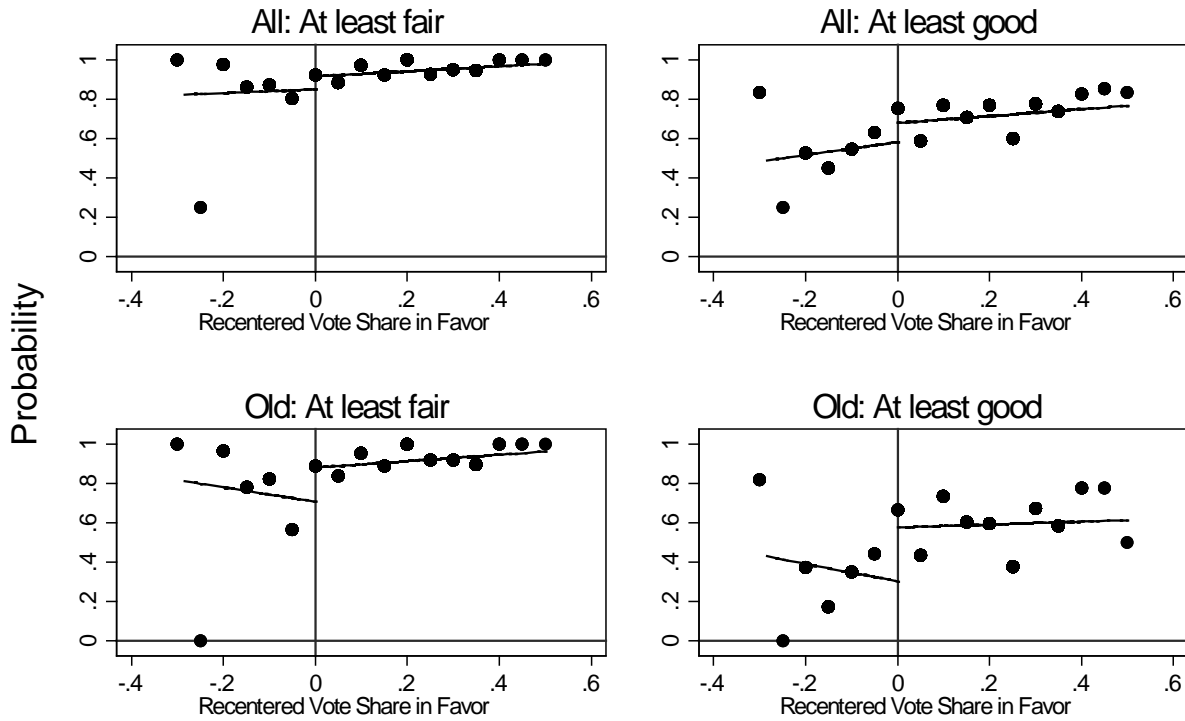 All: At least fair
All: At least good
0 .2 .4 .6 .8 1
0 .2 .4 .6 .8 1
-.4 -.2 0 .2 .4 .6
-.4 -.2 0 .2 .4 .6
Recentered Vote Share in Favor
Recentered Vote Share in Favor
Probability
Old: At least fair
Old: At least good
0 .2 .4 .6 .8 1
0 .2 .4 .6 .8 1
-.4 -.2 0 .2 .4 .6
-.4 -.2 0 .2 .4 .6
Recentered Vote Share in Favor
Recentered Vote Share in Favor